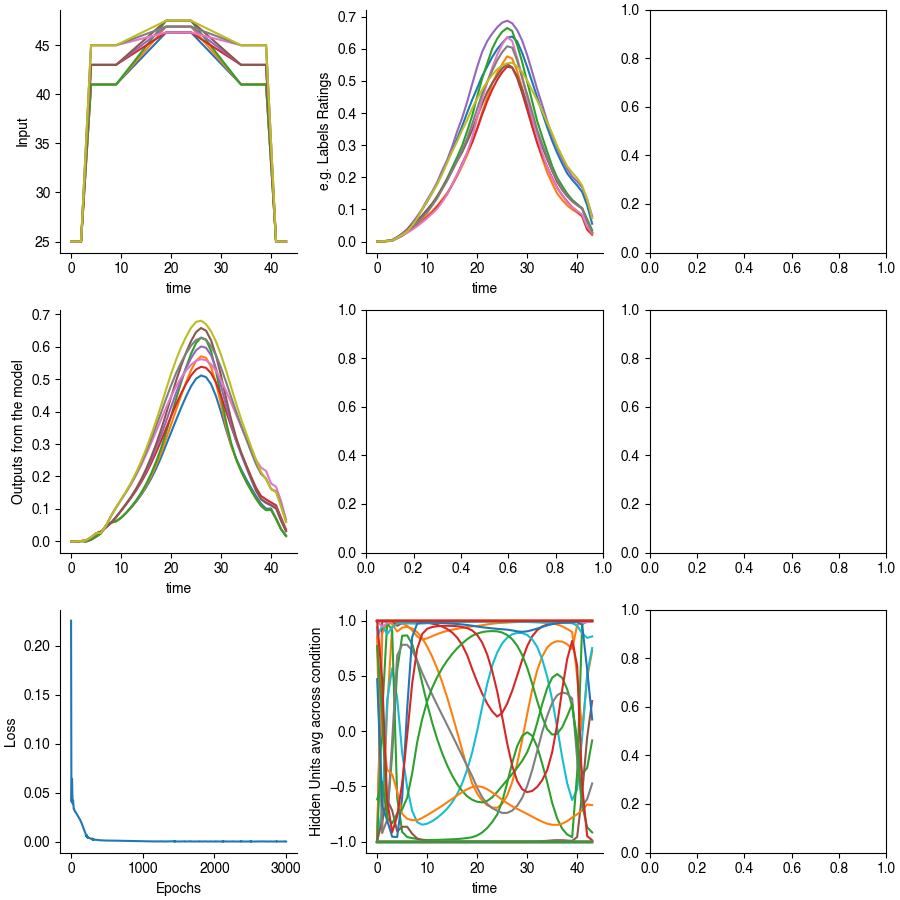 45
40
35
30
25
Input
0 10 20 30 40
time
0.7
0.6
0.5
0.4
0.3
0.2
0.1
0.0
e.g. Labels Ratings
0 10 20 30 40
time
1.0
0.8
0.6
0.4
0.2
0.0
0.0 0.2 0.4 0.6 0.8 1.0
0.7
0.6
0.5
0.4
0.3
0.2
0.1
0.0
Outputs from the model
0 10 20 30 40
time
1.0
0.8
0.6
0.4
0.2
0.0
0.0 0.2 0.4 0.6 0.8 1.0
1.0
0.8
0.6
0.4
0.2
0.0
0.0 0.2 0.4 0.6 0.8 1.0
0.20
0.15
0.10
0.05
0.00
Loss
0 1000 2000 3000
Epochs
1.0
0.5
0.0
−0.5
−1.0
Hidden Units avg across condition
0 20 40
time
1.0
0.8
0.6
0.4
0.2
0.0
0.0 0.2 0.4 0.6 0.8 1.0